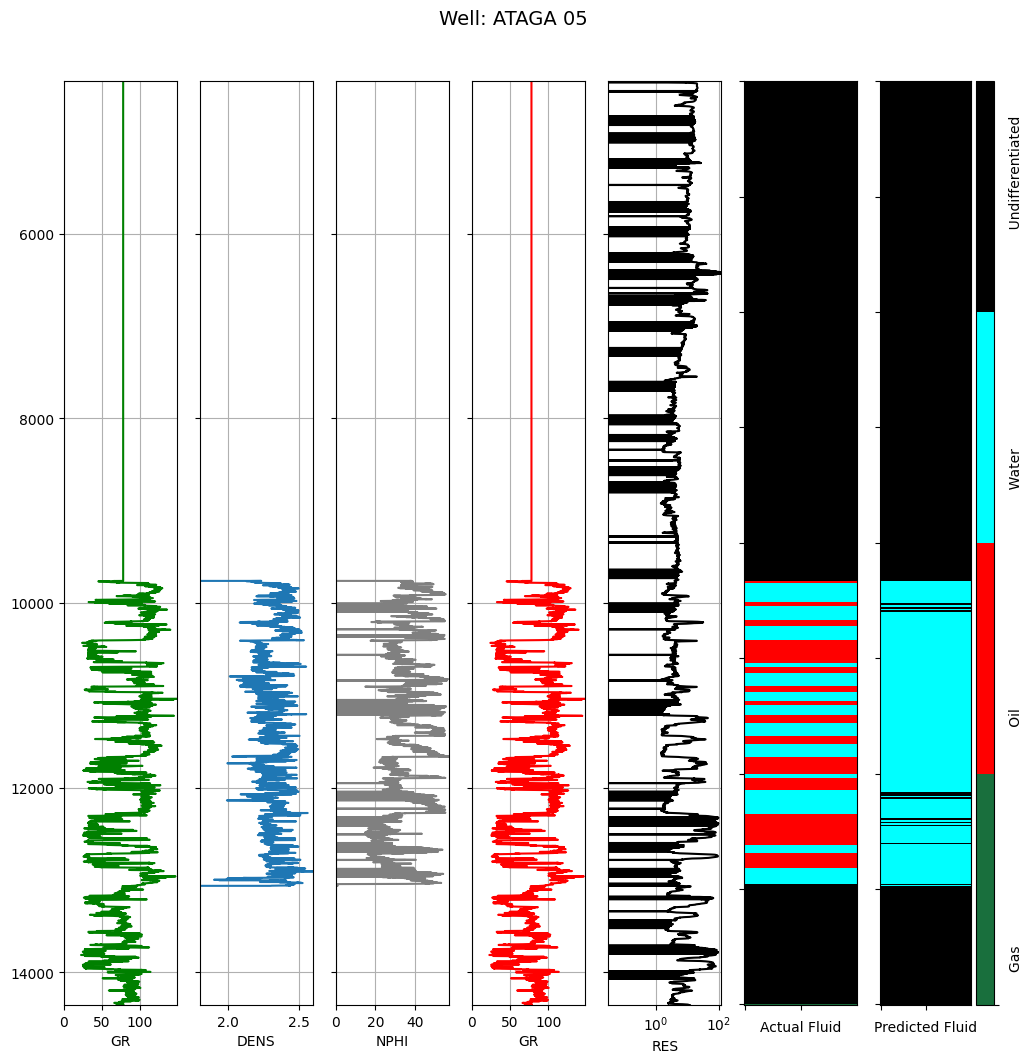 Well: ATAGA 05
6000
8000
10000
12000
14000
0 50 100
GR
2.0 2.5
DENS
0 20 40
NPHI
0 50 100
GR
10⁰ 10²
RES
Actual Fluid
Predicted Fluid
Undifferentiated
Water
Oil
Gas